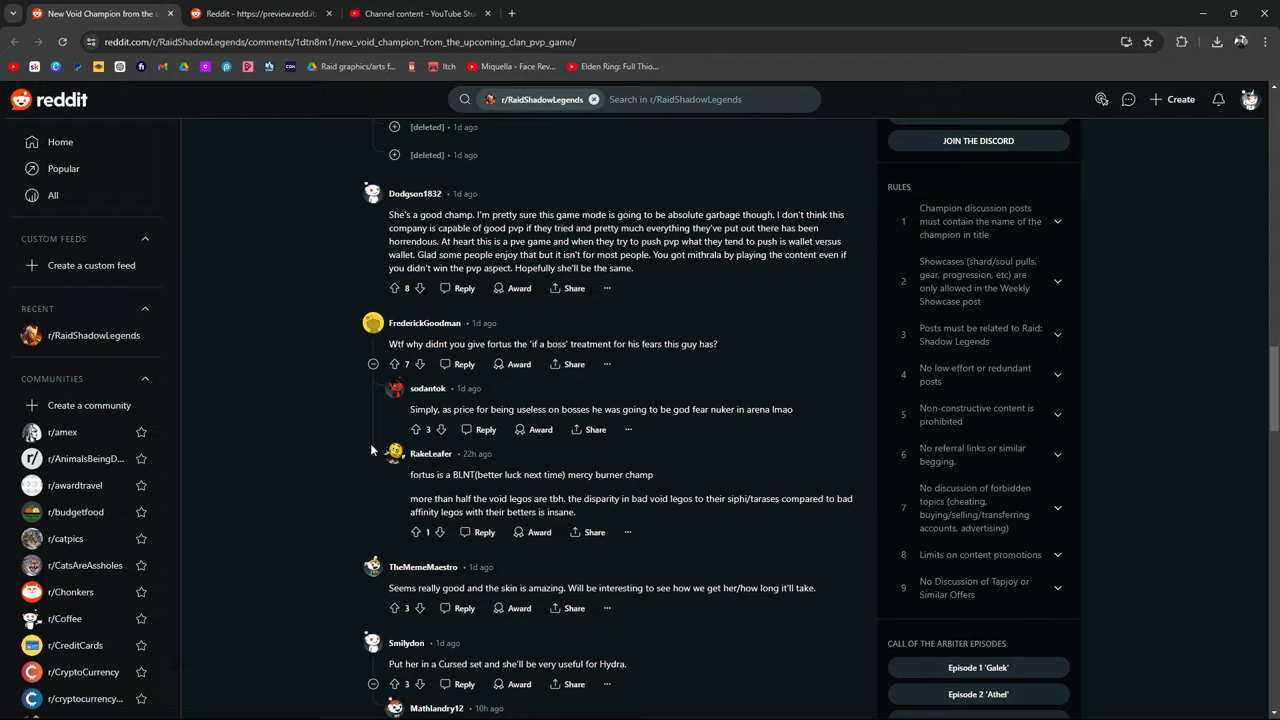 New Void Champion from the u
Reddit - https://preview.redd.it
Channel content - YouTube Stu
reddit.com/r/RaidShadowLegends/comments/1dtn8m1/new_void_champion_from_the_upcoming_clan_pvp_game/
Raid graphics/arts f...
Itch
Miquella - Face Rev...
Elden Ring: Full Thio...
reddit
r/RaidShadowLegends
Search in r/RaidShadowLegends
Create
Home
Popular
All
CUSTOM FEEDS
Create a custom feed
RECENT
r/RaidShadowLegends
COMMUNITIES
Create a community
r/amex
r/AnimalsBeingD...
r/awardtravel
r/budgetfood
r/catpics
r/CatsAreAssholes
r/Chonkers
r/Coffee
r/CreditCards
r/CryptoCurrency
r/cryptocurrency...
[deleted] • 1d ago
[deleted] • 1d ago
Dodgson1832 • 1d ago
She's a good champ. I'm pretty sure this game mode is going to be absolute garbage though. I don't think this
company is capable of good pvp if they tried and pretty much everything they've put out there has been
horrendous. At heart this is a pve game and when they try to push pvp what they tend to push is wallet versus
wallet. Glad some people enjoy that but it isn't for most people. You got mithrala by playing the content even if
you didn't win the pvp aspect. Hopefully she'll be the same.
8 Reply Award Share ...
FrederickGoodman • 1d ago
Wtf why didnt you give fortus the 'if a boss' treatment for his fears this guy has?
7 Reply Award Share ...
sodantok • 1d ago
Simply, as price for being useless on bosses he was going to be god fear nuker in arena lmao
3 Reply Award Share ...
RakeLeafer • 22h ago
fortus is a BLNT(better luck next time) mercy burner champ
more than half the void legos are tbh. the disparity in bad void legos to their siphi/tarases compared to bad
affinity legos with their betters is insane.
1 Reply Award Share ...
TheMemeMaestro • 1d ago
Seems really good and the skin is amazing. Will be interesting to see how we get her/how long it'll take.
3 Reply Award Share ...
Smilydon • 1d ago
Put her in a Cursed set and she'll be very useful for Hydra.
3 Reply Award Share ...
Mathlandry12 • 10h ago
JOIN THE DISCORD
RULES
1 Champion discussion posts
must contain the name of the
champion in title
2 Showcases (shard/soul pulls,
gear, progression, etc) are
only allowed in the Weekly
Showcase post
3 Posts must be related to Raid:
Shadow Legends
4 No low effort or redundant
posts
5 Non-constructive content is
prohibited
6 No referral links or similar
begging.
7 No discussion of forbidden
topics (cheating,
buying/selling/transferring
accounts, advertising)
8 Limits on content promotions
9 No Discussion of Tapjoy or
Similar Offers
CALL OF THE ARBITER EPISODES
Episode 1 'Galek'
Episode 2 'Athel'